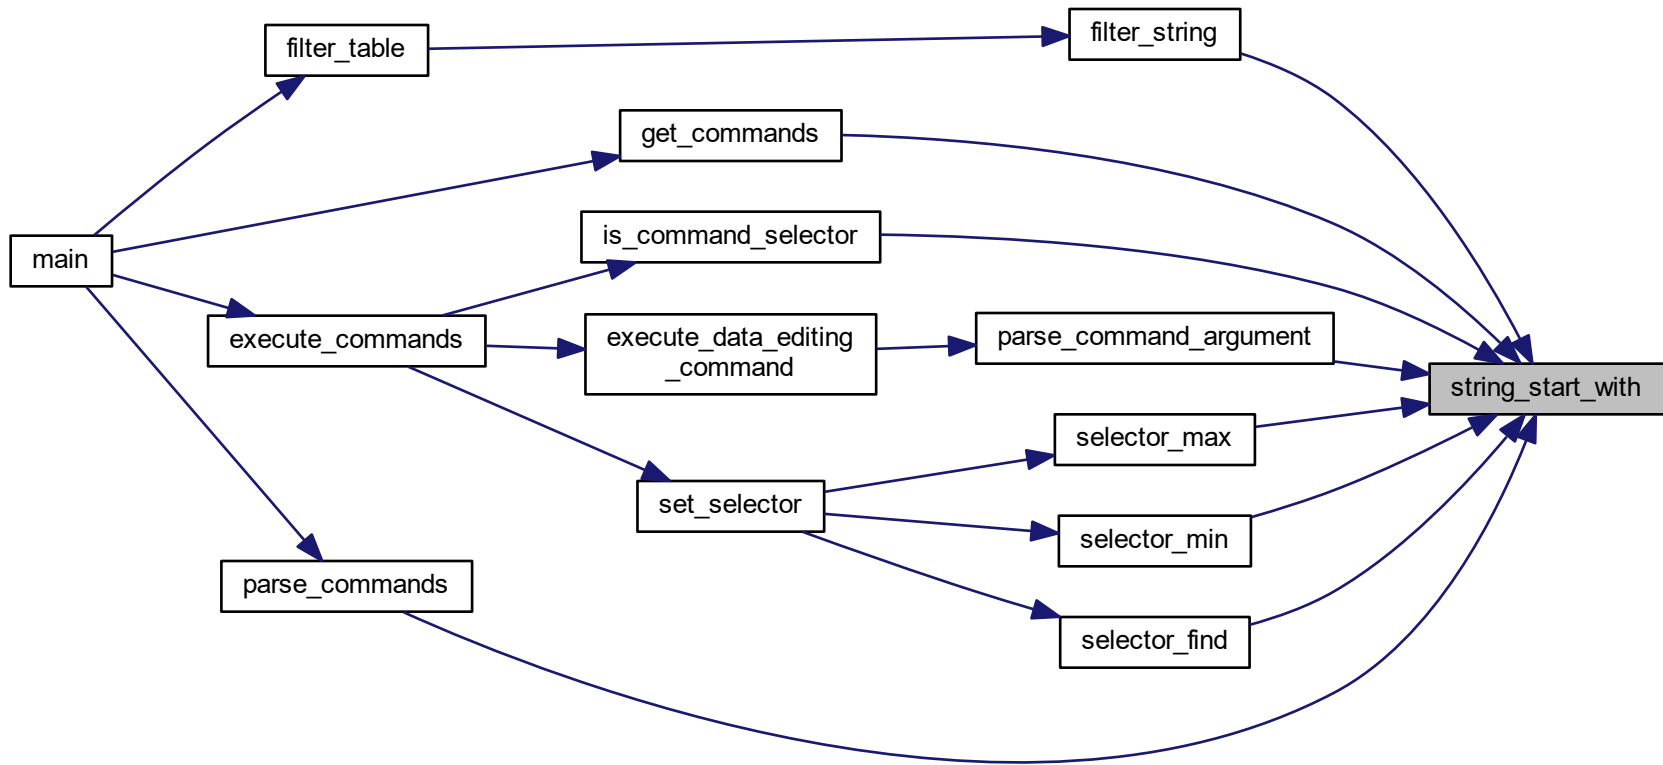 filter_string
filter_table
get_commands
is_command_selector
main
execute_commands
execute_data_editing
_command
parse_command_argument
string_start_with
selector_max
set_selector
selector_min
parse_commands
selector_find